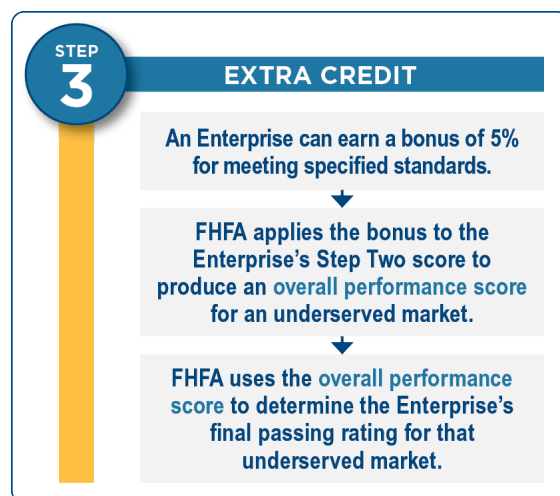 STEP
3
EXTRA CREDIT
An Enterprise can earn a bonus of 5%
for meeting specified standards.
FHFA applies the bonus to the
Enterprise’s Step Two score to
produce an overall performance score
for an underserved market.
FHFA uses the overall performance
score to determine the Enterprise’s
final passing rating for that
underserved market.